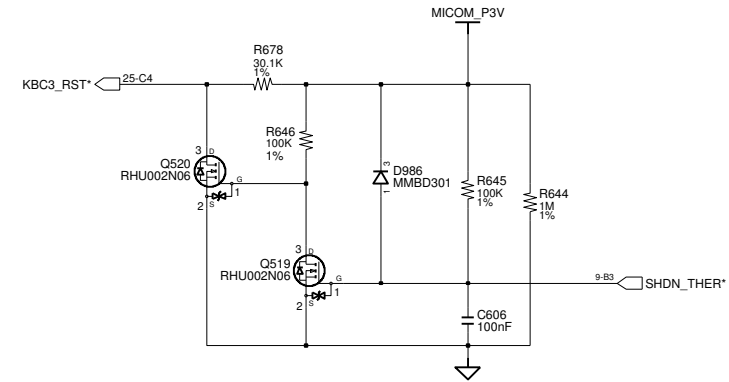 MICOM_P3V
R678
30.1K
1%
KBC3_RST*
25-C4
R646
100K
1%
3
D
Q520
RHU002N06
G
1
2
S
3
D986
MMBD301
1
R645
100K
1%
R644
1M
1%
3
D
Q519
RHU002N06
G
1
2
S
9-B3
SHDN_THER*
C606
100nF